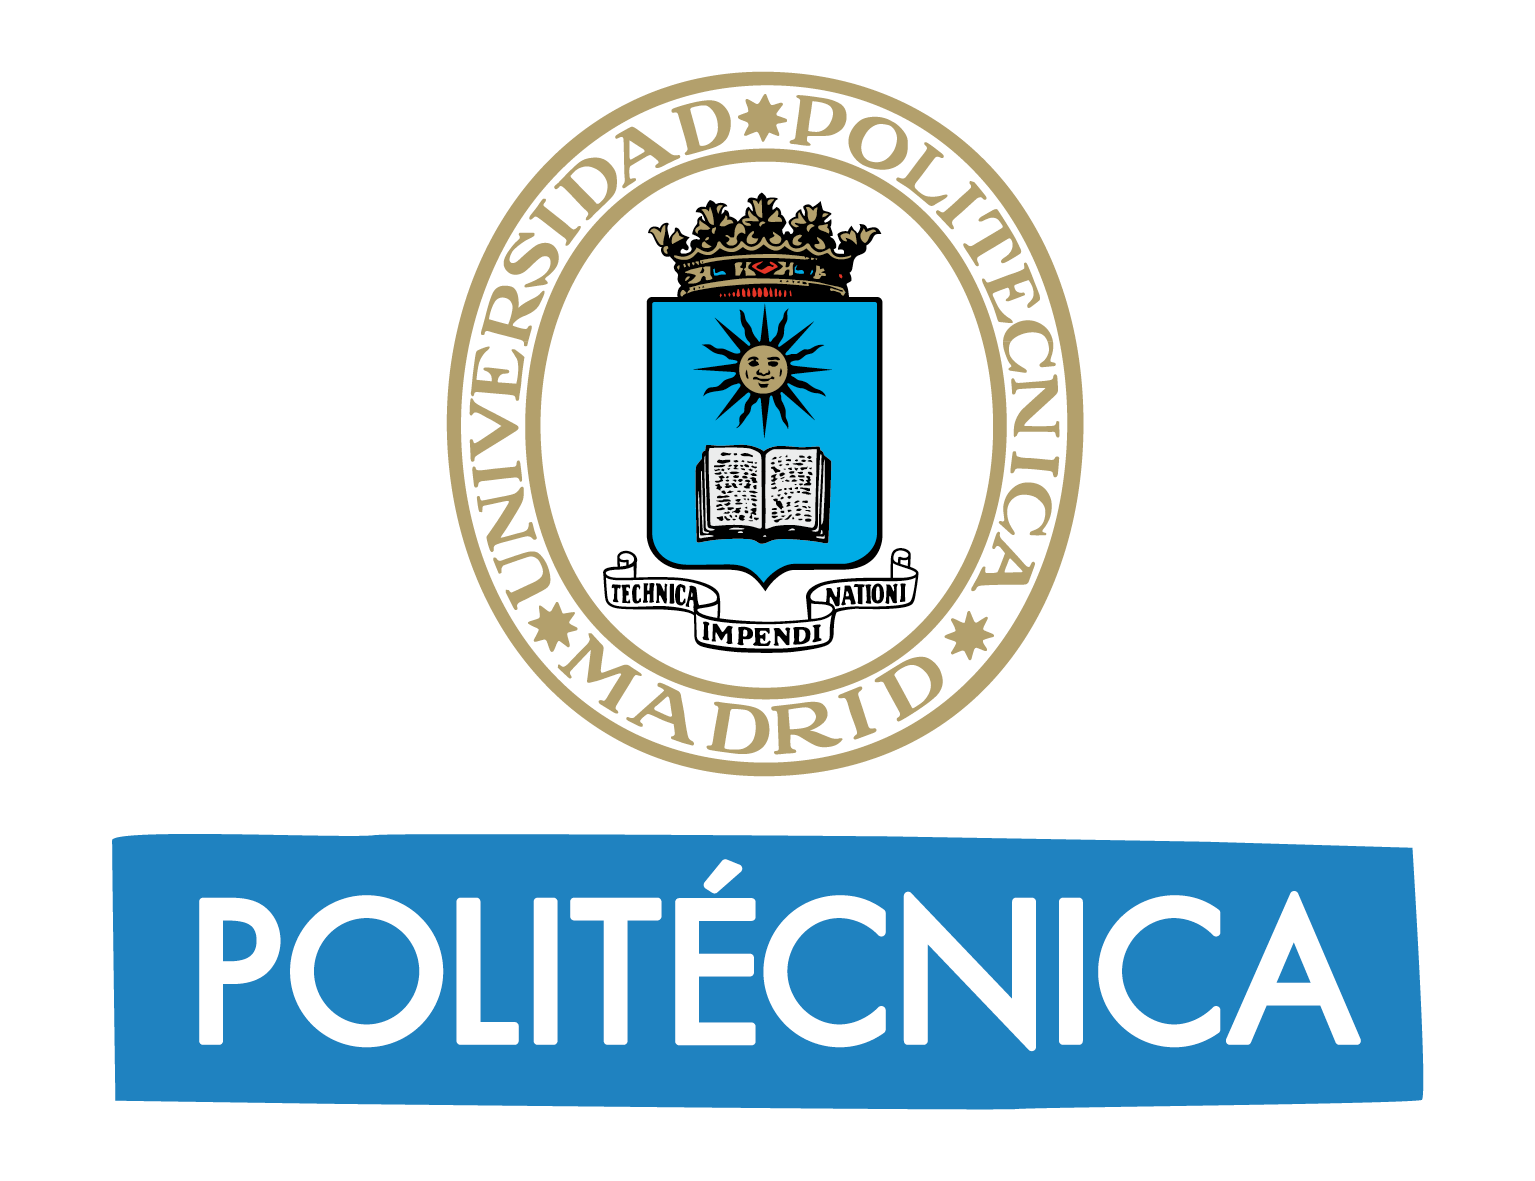 UNIVERSIDAD POLITECNICA
MADRID
TECHNICA
IMPENDI
NATIONI
POLITÉCNICA